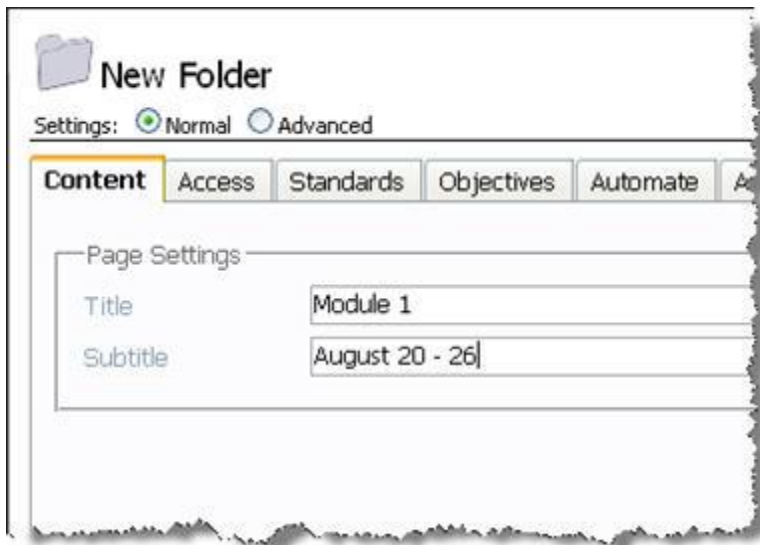 New Folder
Settings: Normal Advanced
Content Access Standards Objectives Automate
Page Settings
Title Module 1
Subtitle August 20 - 26